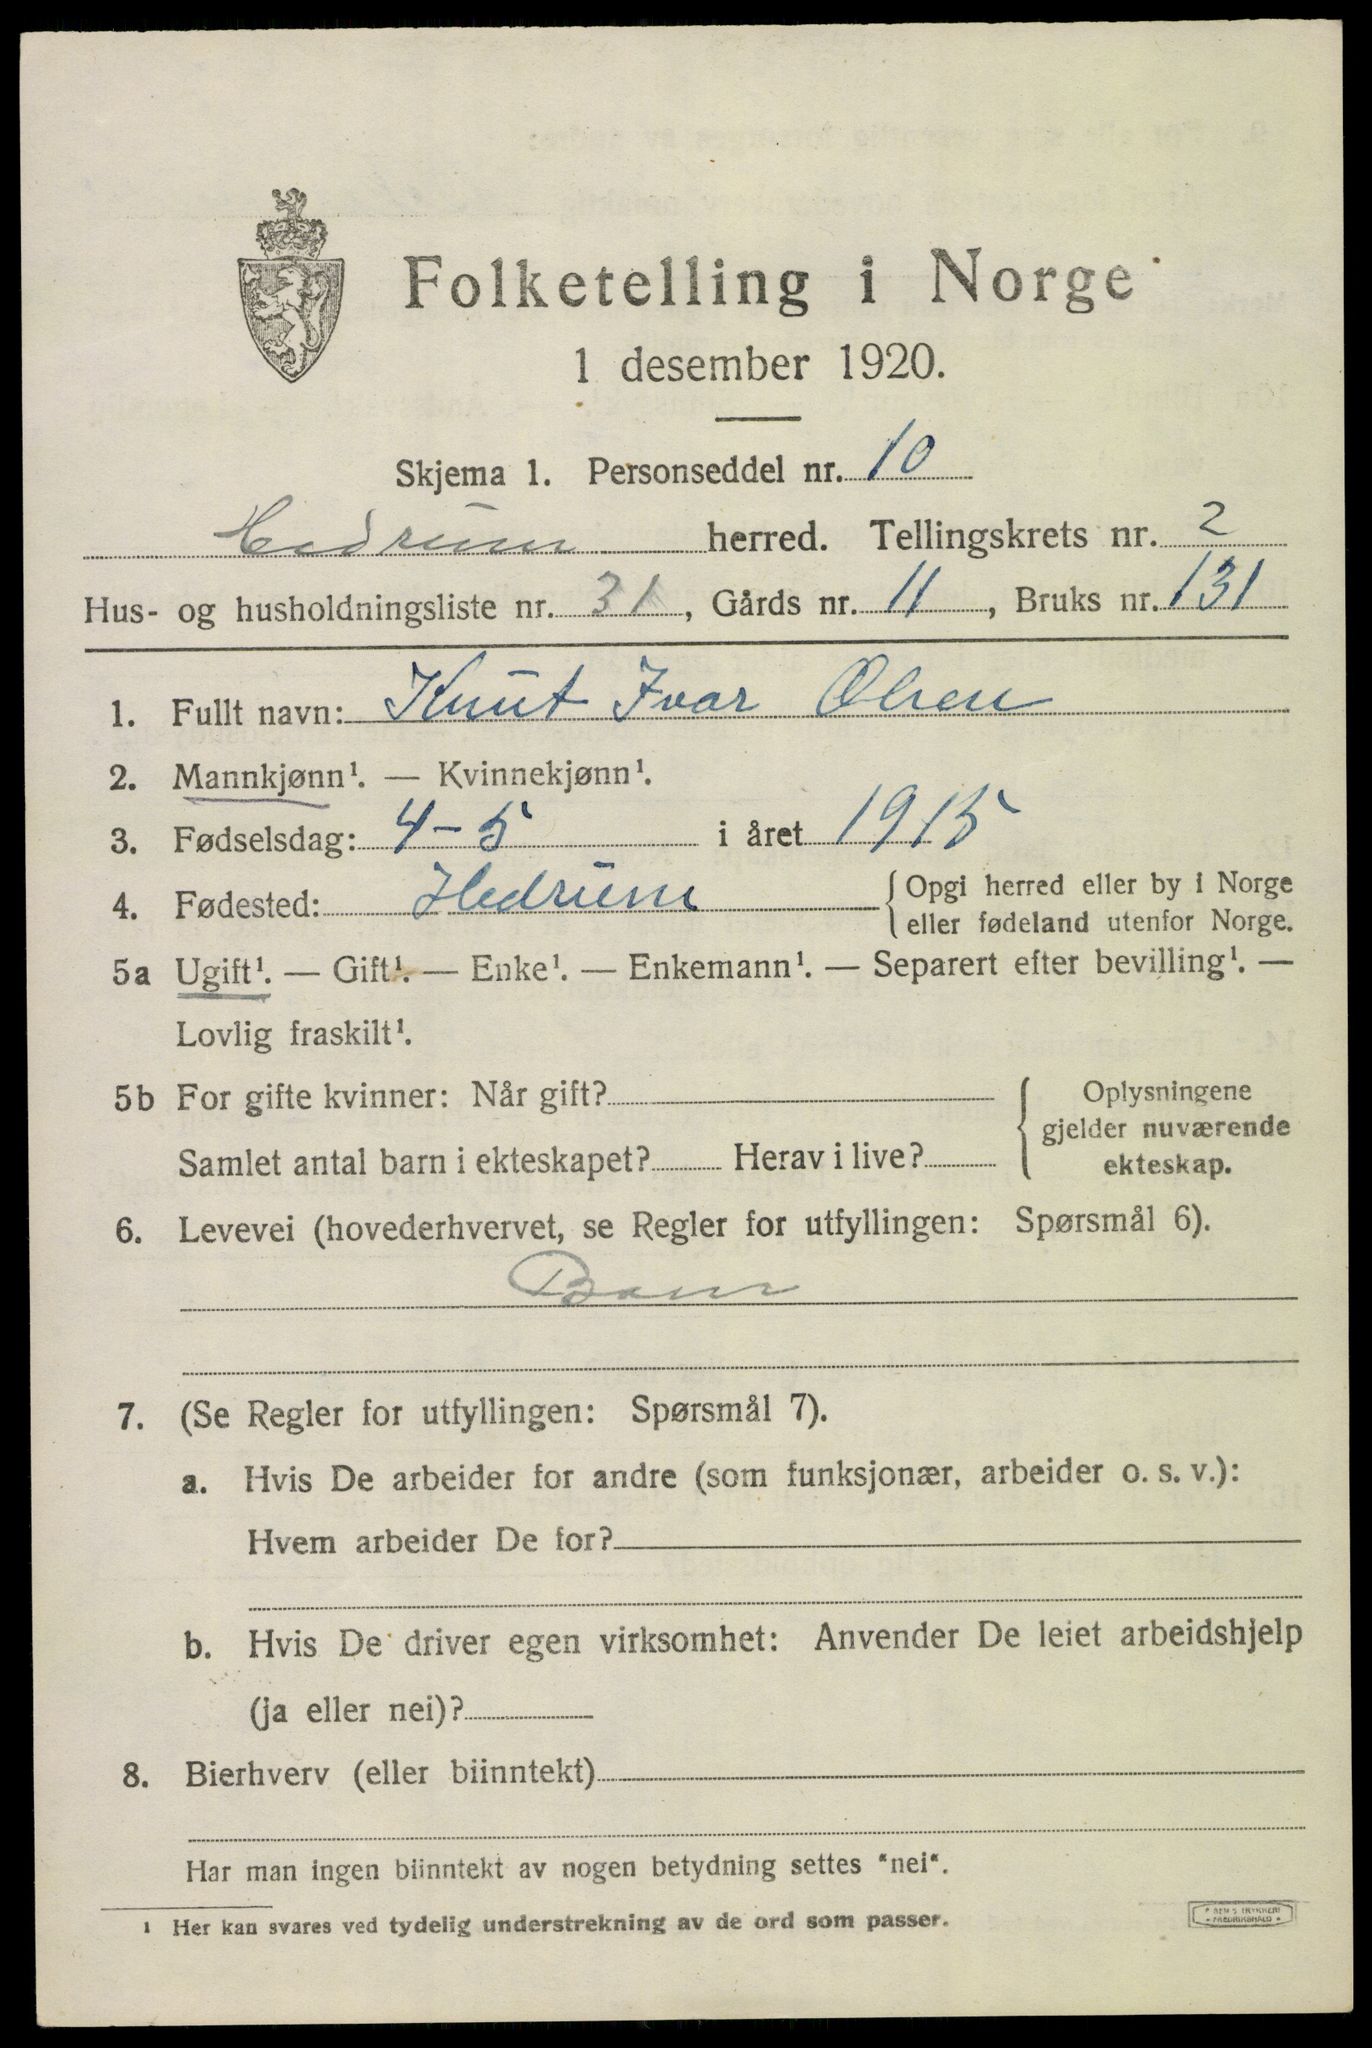 Folketelling i Norge
1 desember 1920.
Skjema 1. Personseddel nr. 10
Hedrum herred. Tellingskrets nr. 2
Hus- og husholdningsliste nr. 31, Gårds nr. 11, Bruks nr. 131
1. Fullt navn: Knut Ivar Olsen
2. Mannkjønn¹. — Kvinnekjønn¹.
3. Fødselsdag: 4-5 i året 1915
4. Fødested: Hedrum { Opgi herred eller by i Norge
eller fødeland utenfor Norge.
5a Ugift¹. — Gift¹. — Enke¹. — Enkemann¹. — Separert efter bevilling¹. —
Lovlig fraskilt¹.
5b For gifte kvinner: Når gift? { Oplysningene
gjelder nuværende
Samlet antal barn i ekteskapet? Herav i live? ekteskap.
6. Levevei (hovederhvervet, se Regler for utfyllingen: Spørsmål 6).
Barn
7. (Se Regler for utfyllingen: Spørsmål 7).
a. Hvis De arbeider for andre (som funksjonær, arbeider o. s. v.):
Hvem arbeider De for?
b. Hvis De driver egen virksomhet: Anvender De leiet arbeidshjelp
(ja eller nei)?
8. Bierhverv (eller biinntekt)
Har man ingen biinntekt av nogen betydning settes "nei".
¹ Her kan svares ved tydelig understrekning av de ord som passer.